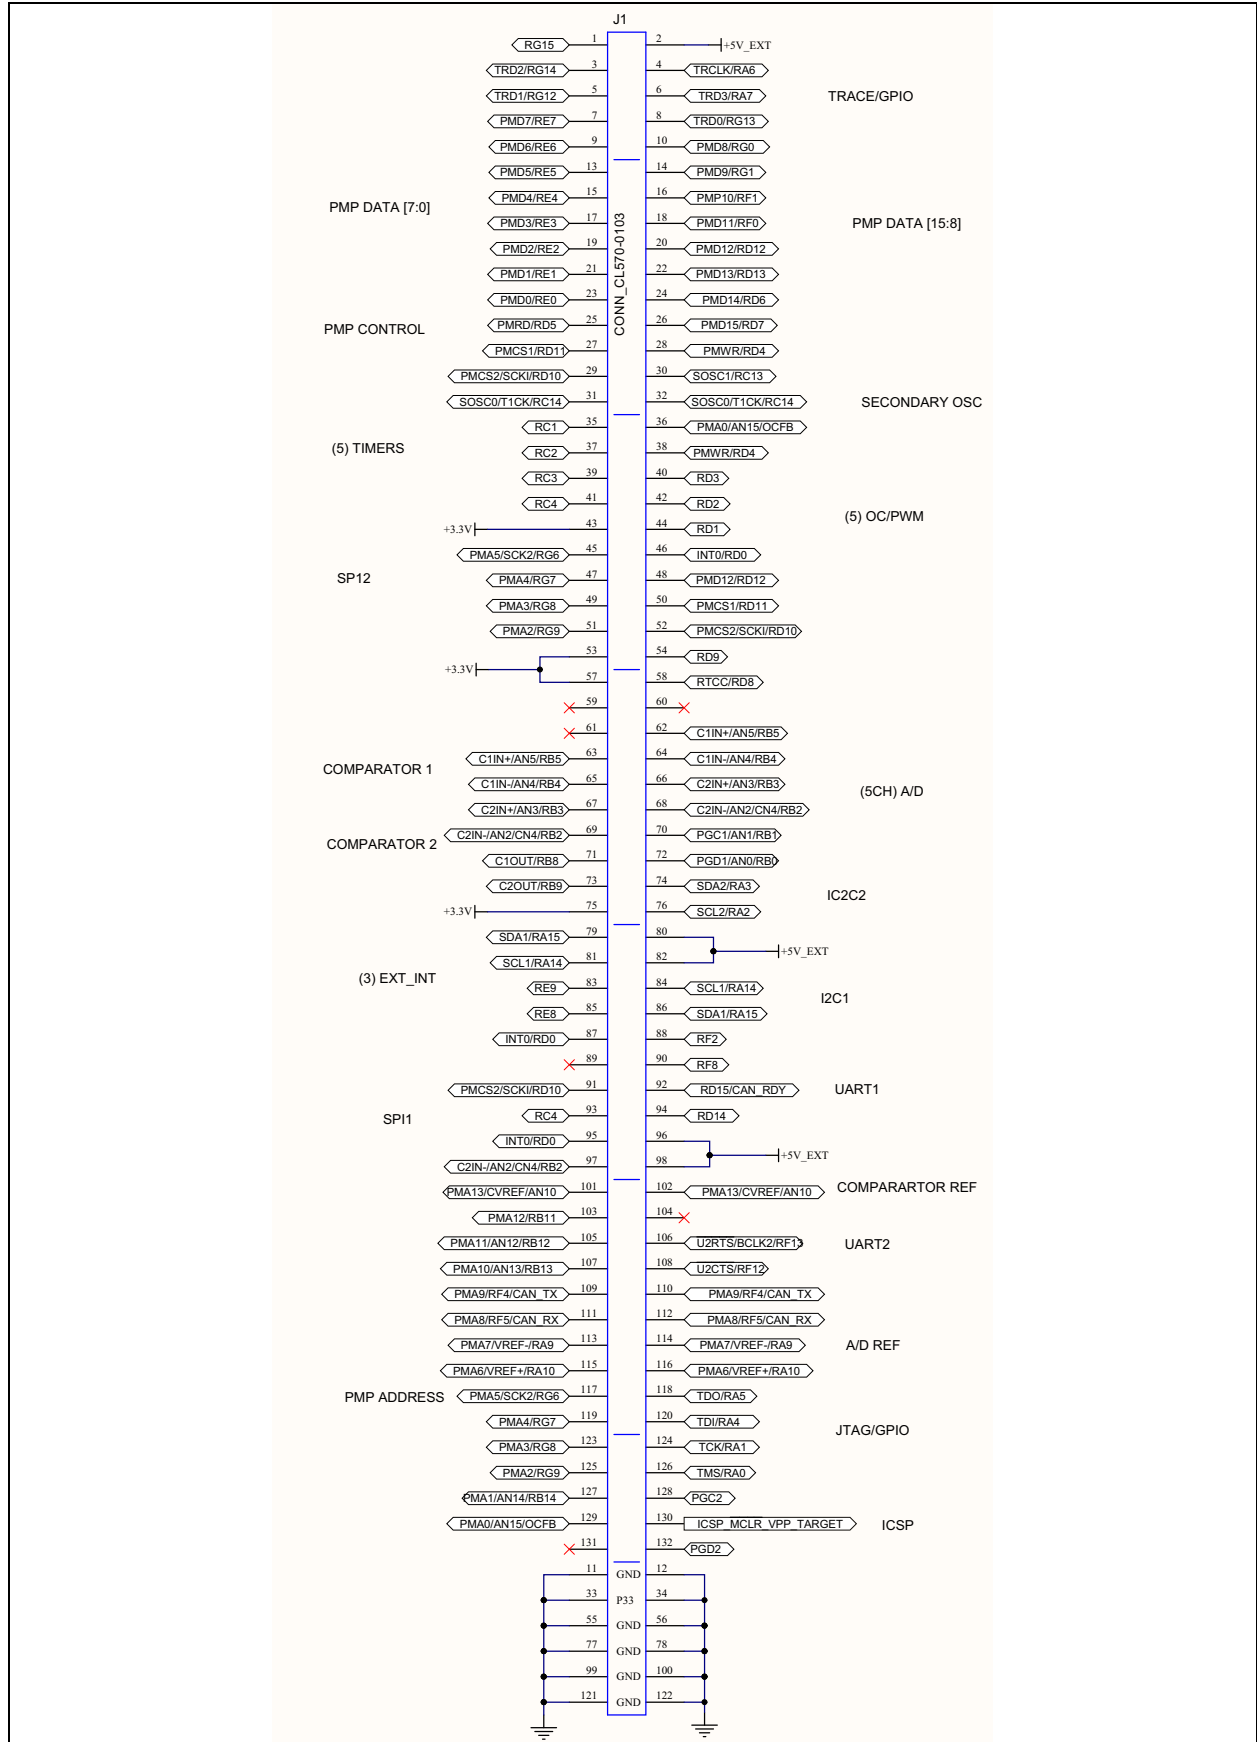 J1
RG15 1 2 +5V_EXT
TRD2/RG14 3 4 TRCLK/RA6
TRD1/RG12 5 6 TRD3/RA7 TRACE/GPIO
PMD7/RE7 7 8 TRD0/RG13
PMD6/RE6 9 10 PMD8/RG0
PMD5/RE5 13 14 PMD9/RG1
PMD4/RE4 15 16 PMP10/RF1
PMP DATA [7:0]
PMD3/RE3 17 18 PMD11/RF0 PMP DATA [15:8]
CONN_CL570-0103
PMD2/RE2 19 20 PMD12/RD12
PMD1/RE1 21 22 PMD13/RD13
PMD0/RE0 23 24 PMD14/RD6
PMP CONTROL PMRD/RD5 25 26 PMD15/RD7
PMCS1/RD11 27 28 PMWR/RD4
PMCS2/SCKI/RD10 29 30 SOSC1/RC13
SOSC0/T1CK/RC14 31 32 SOSC0/T1CK/RC14 SECONDARY OSC
RC1 35 36 PMA0/AN15/OCFB
(5) TIMERS RC2 37 38 PMWR/RD4
RC3 39 40 RD3
RC4 41 42 RD2
(5) OC/PWM
+3.3V 43 44 RD1
PMA5/SCK2/RG6 45 46 INT0/RD0
SP12 PMA4/RG7 47 48 PMD12/RD12
PMA3/RG8 49 50 PMCS1/RD11
PMA2/RG9 51 52 PMCS2/SCKI/RD10
53 54 RD9
+3.3V
57 58 RTCC/RD8
59 60
61 62 C1IN+/AN5/RB5
C1IN+/AN5/RB5 63 64 C1IN-/AN4/RB4
COMPARATOR 1
C1IN-/AN4/RB4 65 66 C2IN+/AN3/RB3 (5CH) A/D
C2IN+/AN3/RB3 67 68 C2IN-/AN2/CN4/RB2
C2IN-/AN2/CN4/RB2 69 70 PGC1/AN1/RB1
COMPARATOR 2
C1OUT/RB8 71 72 PGD1/AN0/RB0
C2OUT/RB9 73 74 SDA2/RA3 IC2C2
+3.3V 75 76 SCL2/RA2
SDA1/RA15 79 80
+5V_EXT
SCL1/RA14 81 82
(3) EXT_INT RE9 83 84 SCL1/RA14 I2C1
RE8 85 86 SDA1/RA15
INT0/RD0 87 88 RF2
89 90 RF8
PMCS2/SCKI/RD10 91 92 RD15/CAN_RDY UART1
SPI1 RC4 93 94 RD14
INT0/RD0 95 96
+5V_EXT
C2IN-/AN2/CN4/RB2 97 98
PMA13/CVREF/AN10 101 102 PMA13/CVREF/AN10 COMPARARTOR REF
PMA12/RB11 103 104
PMA11/AN12/RB12 105 106 U2RTS/BCLK2/RF13 UART2
PMA10/AN13/RB13 107 108 U2CTS/RF12
PMA9/RF4/CAN_TX 109 110 PMA9/RF4/CAN_TX
PMA8/RF5/CAN_RX 111 112 PMA8/RF5/CAN_RX
PMA7/VREF-/RA9 113 114 PMA7/VREF-/RA9 A/D REF
PMA6/VREF+/RA10 115 116 PMA6/VREF+/RA10
PMP ADDRESS PMA5/SCK2/RG6 117 118 TDO/RA5
PMA4/RG7 119 120 TDI/RA4 JTAG/GPIO
PMA3/RG8 123 124 TCK/RA1
PMA2/RG9 125 126 TMS/RA0
PMA1/AN14/RB14 127 128 PGC2
PMA0/AN15/OCFB 129 130 ICSP_MCLR_VPP_TARGET ICSP
131 132 PGD2
11 GND 12
33 P33 34
55 GND 56
77 GND 78
99 GND 100
121 GND 122